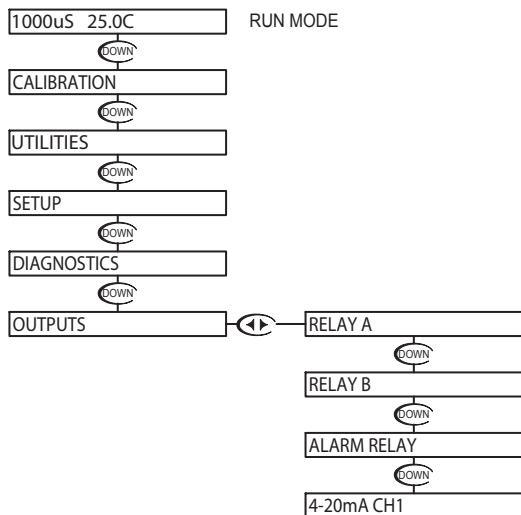 1000uS 25.0C RUN MODE
DOWN
CALIBRATION
DOWN
UTILITIES
DOWN
SETUP
DOWN
DIAGNOSTICS
DOWN
OUTPUTS RELAY A
DOWN
RELAY B
DOWN
ALARM RELAY
DOWN
4-20mA CH1